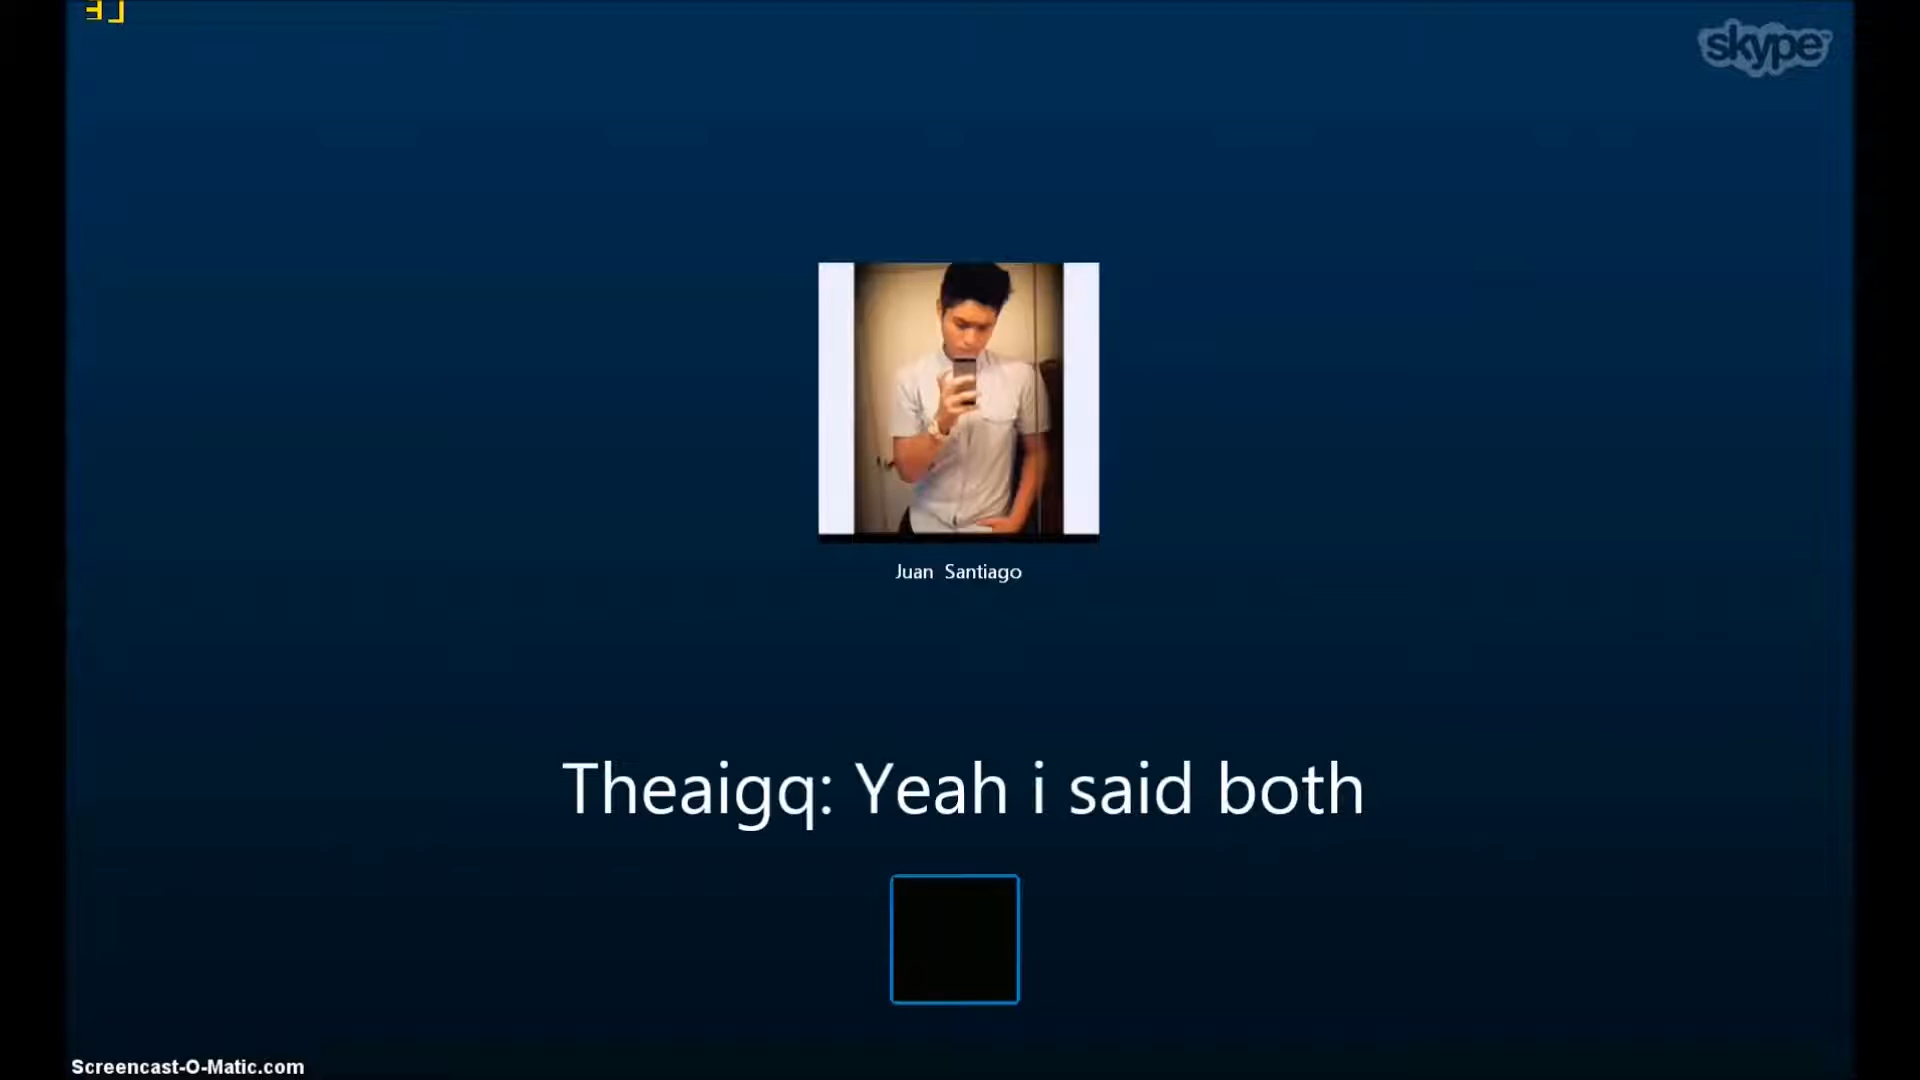 skype
Juan Santiago
Theaigq: Yeah i said both
Screencast-O-Matic.com